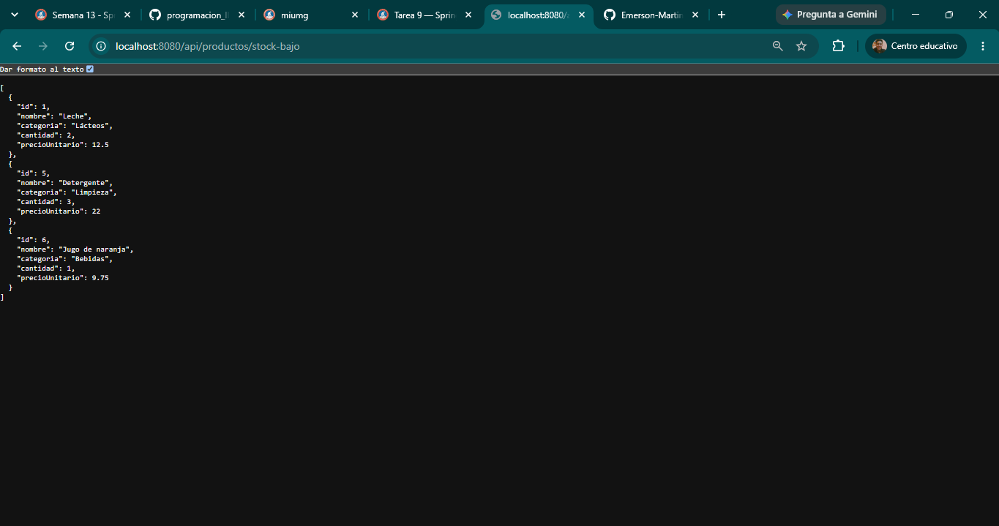 Semana 13 - Sp
programacion_II
miumg
Tarea 9 — Sprin
localhost:8080/a
Emerson-Martin
Pregunta a Gemini
localhost:8080/api/productos/stock-bajo
Centro educativo
Dar formato al texto
[
{
"id": 1,
"nombre": "Leche",
"categoria": "Lácteos",
"cantidad": 2,
"precioUnitario": 12.5
},
{
"id": 5,
"nombre": "Detergente",
"categoria": "Limpieza",
"cantidad": 3,
"precioUnitario": 22
},
{
"id": 6,
"nombre": "Jugo de naranja",
"categoria": "Bebidas",
"cantidad": 1,
"precioUnitario": 9.75
}
]